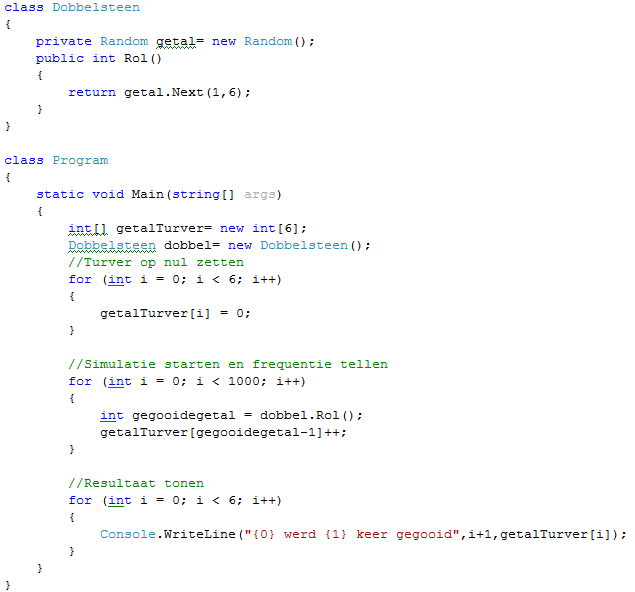 class Dobbelsteen
{
    private Random getal= new Random();
    public int Rol()
    {
        return getal.Next(1,6);
    }
}

class Program
{
    static void Main(string[] args)
    {
        int[] getalTurver= new int[6];
        Dobbelsteen dobbel= new Dobbelsteen();
        //Turver op nul zetten
        for (int i = 0; i < 6; i++)
        {
            getalTurver[i] = 0;
        }

        //Simulatie starten en frequentie tellen
        for (int i = 0; i < 1000; i++)
        {
            int gegooidegetal = dobbel.Rol();
            getalTurver[gegooidegetal-1]++;
        }

        //Resultaat tonen
        for (int i = 0; i < 6; i++)
        {
            Console.WriteLine("{0} werd {1} keer gegooid",i+1,getalTurver[i]);
        }
    }
}